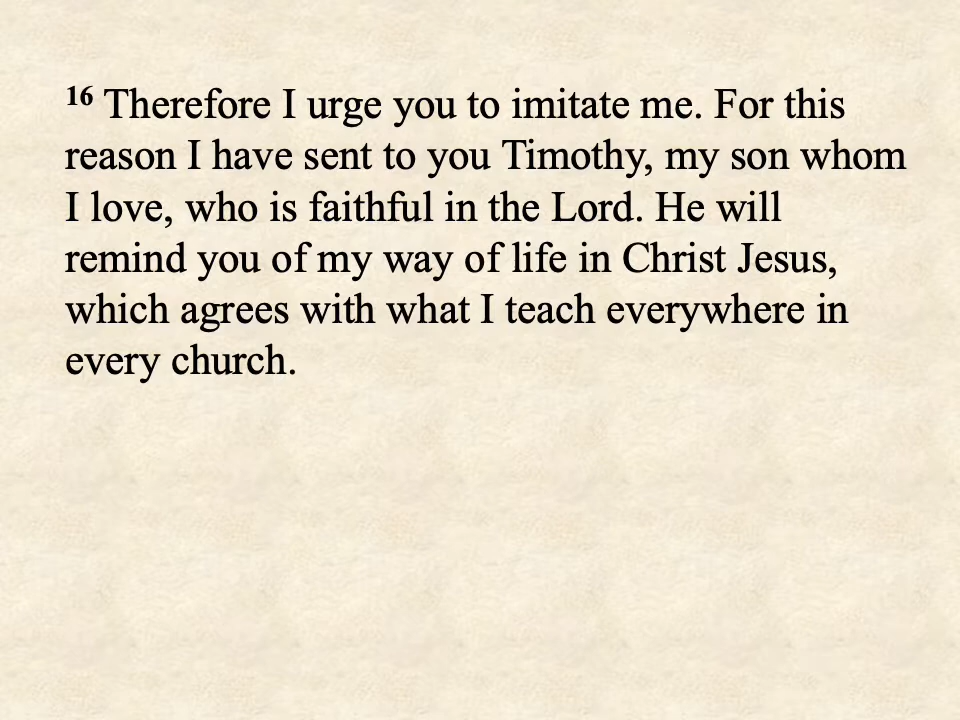 16 Therefore I urge you to imitate me. For this
reason I have sent to you Timothy, my son whom
I love, who is faithful in the Lord. He will
remind you of my way of life in Christ Jesus,
which agrees with what I teach everywhere in
every church.